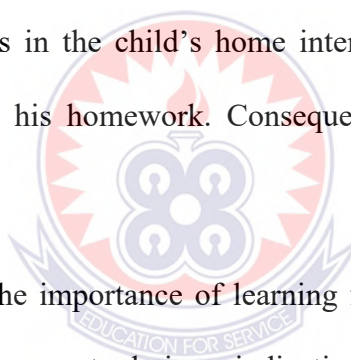 s in the child’s home inter
his homework. Conseque
he importance of learning
EDUCATION FOR SERVICE